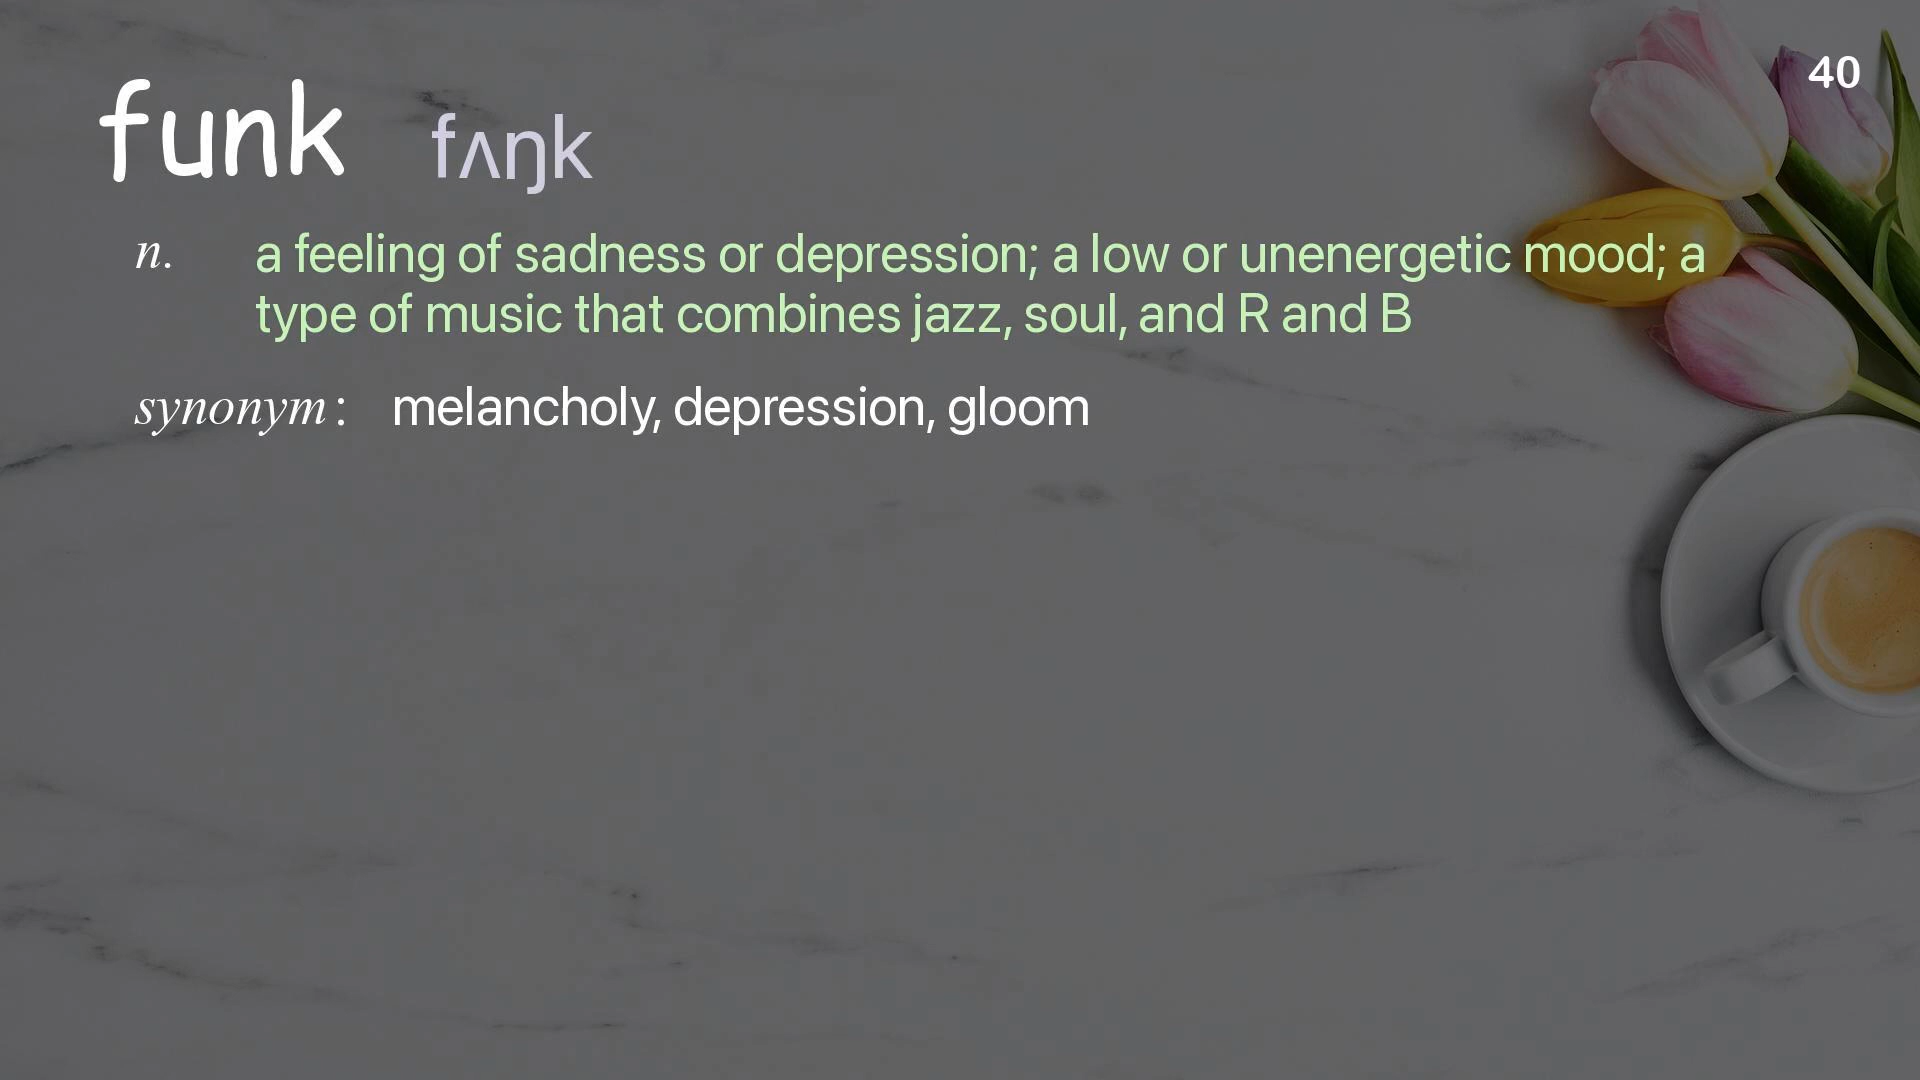 40
funk fʌŋk
n. a feeling of sadness or depression; a low or unenergetic mood; a
type of music that combines jazz, soul, and R and B
synonym: melancholy, depression, gloom